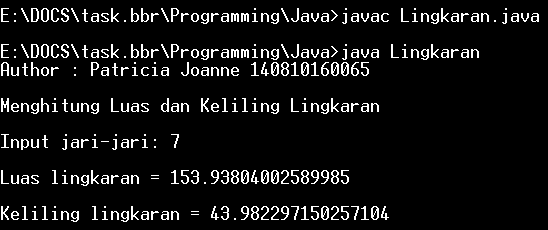 E:\DOCS\task.bbr\Programming\Java>javac Lingkaran.java
E:\DOCS\task.bbr\Programming\Java>java Lingkaran
Author : Patricia Joanne 140810160065
Menghitung Luas dan Keliling Lingkaran
Input jari-jari: 7
Luas lingkaran = 153.93804002589985
Keliling lingkaran = 43.982297150257104